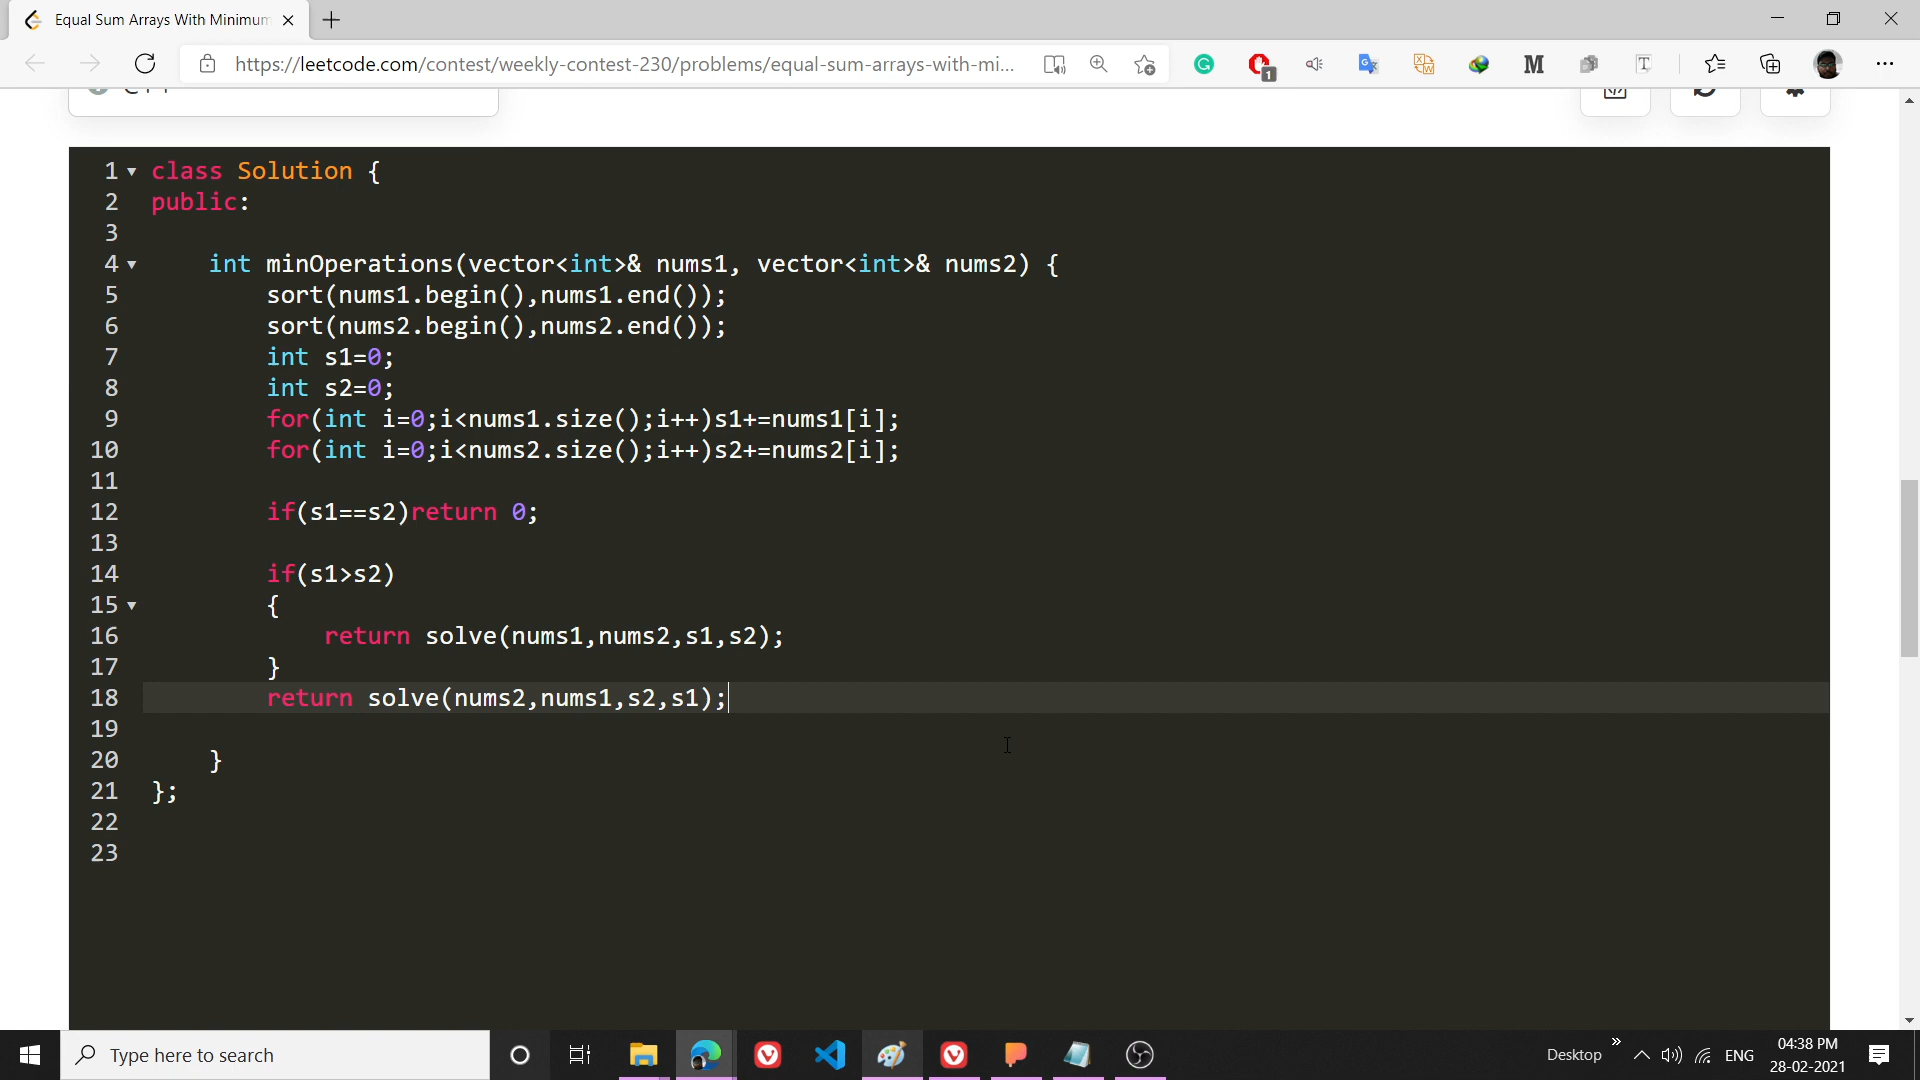 Equal Sum Arrays With Minimum
https://leetcode.com/contest/weekly-contest-230/problems/equal-sum-arrays-with-mi...
1
M
T
1 class Solution {
2 public:
3
4 int minOperations(vector<int>& nums1, vector<int>& nums2) {
5 sort(nums1.begin(),nums1.end());
6 sort(nums2.begin(),nums2.end());
7 int s1=0;
8 int s2=0;
9 for(int i=0;i<nums1.size();i++)s1+=nums1[i];
10 for(int i=0;i<nums2.size();i++)s2+=nums2[i];
11
12 if(s1==s2)return 0;
13
14 if(s1>s2)
15 {
16 return solve(nums1,nums2,s1,s2);
17 }
18 return solve(nums2,nums1,s2,s1);
19
20 }
21 };
22
23
Type here to search
Desktop
ENG
04:38 PM
28-02-2021